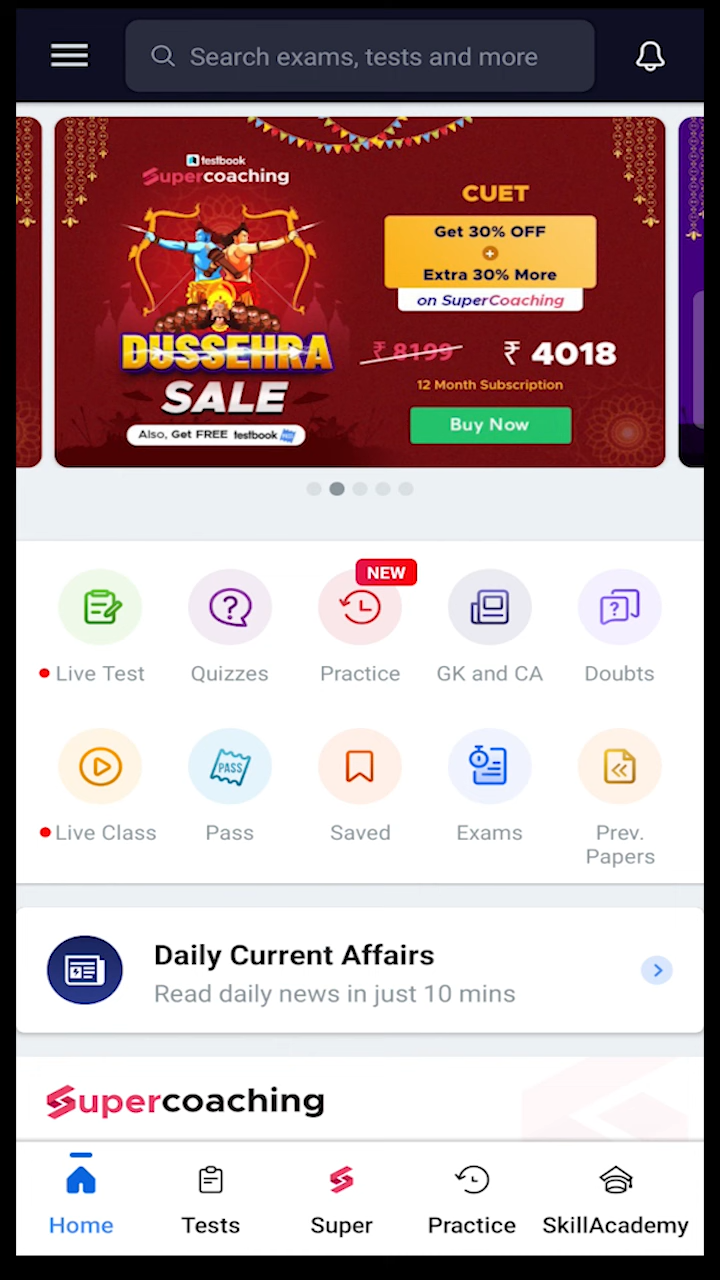 Search exams, tests and more
testbook
Supercoaching
CUET
Get 30% OFF
+
Extra 30% More
on SuperCoaching
DUSSEHRA
SALE
₹ 8199
₹ 4018
12 Month Subscription
Also, Get FREE testbook PASS
Buy Now
NEW
Live Test
Quizzes
Practice
GK and CA
Doubts
PASS
Live Class
Pass
Saved
Exams
Prev.
Papers
Daily Current Affairs
Read daily news in just 10 mins
Supercoaching
Home
Tests
Super
Practice
SkillAcademy